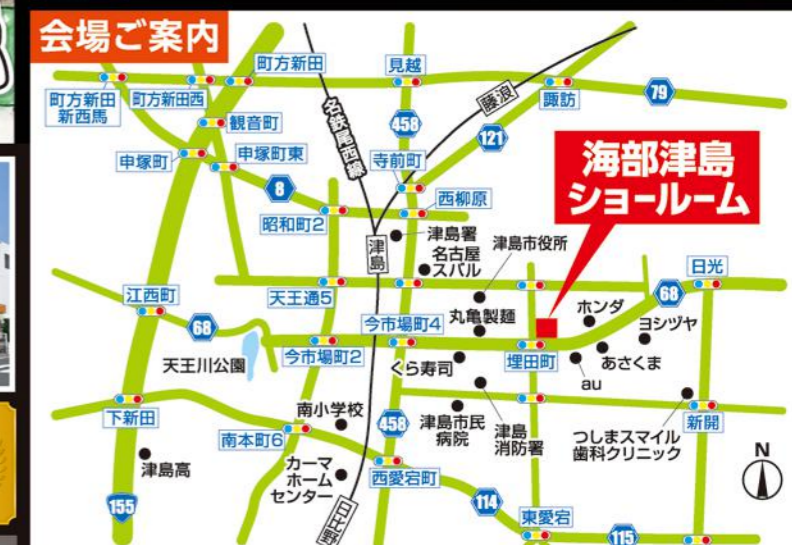 会場ご案内
町方新田
見越
町方新田
新西馬
町方新田西
諏訪
79
藤浪
名鉄尾西線
458
121
観音町
申塚町
申塚町東
寺前町
8
西柳原
昭和町2
海部津島
ショールーム
津島
津島署
名古屋
スバル
津島市役所
日光
天王通5
68
江西町
丸亀製麺
ホンダ
ヨシヅヤ
68
今市場町4
天王川公園
今市場町2
くら寿司
埋田町
あさくま
au
下新田
南小学校
458
津島市民
病院
津島
消防署
つしまスマイル
歯科クリニック
新開
南本町6
津島高
カーマ
ホーム
センター
西愛宕町
N
155
日比野
114
東愛宕
115